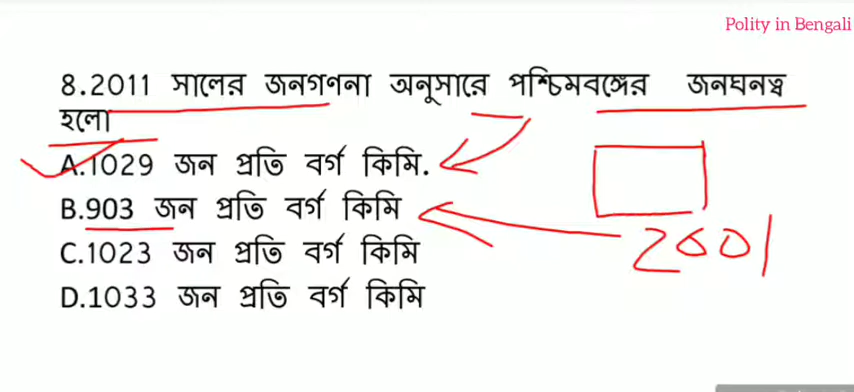 Polity in Bengali
8.2011 সালের জনগণনা অনুসারে পশ্চিমবঙ্গের জনঘনত্ব
হলো
A.1029 জন প্রতি বর্গ কিমি.
B.903 জন প্রতি বর্গ কিমি
2001
C.1023 জন প্রতি বর্গ কিমি
D.1033 জন প্রতি বর্গ কিমি